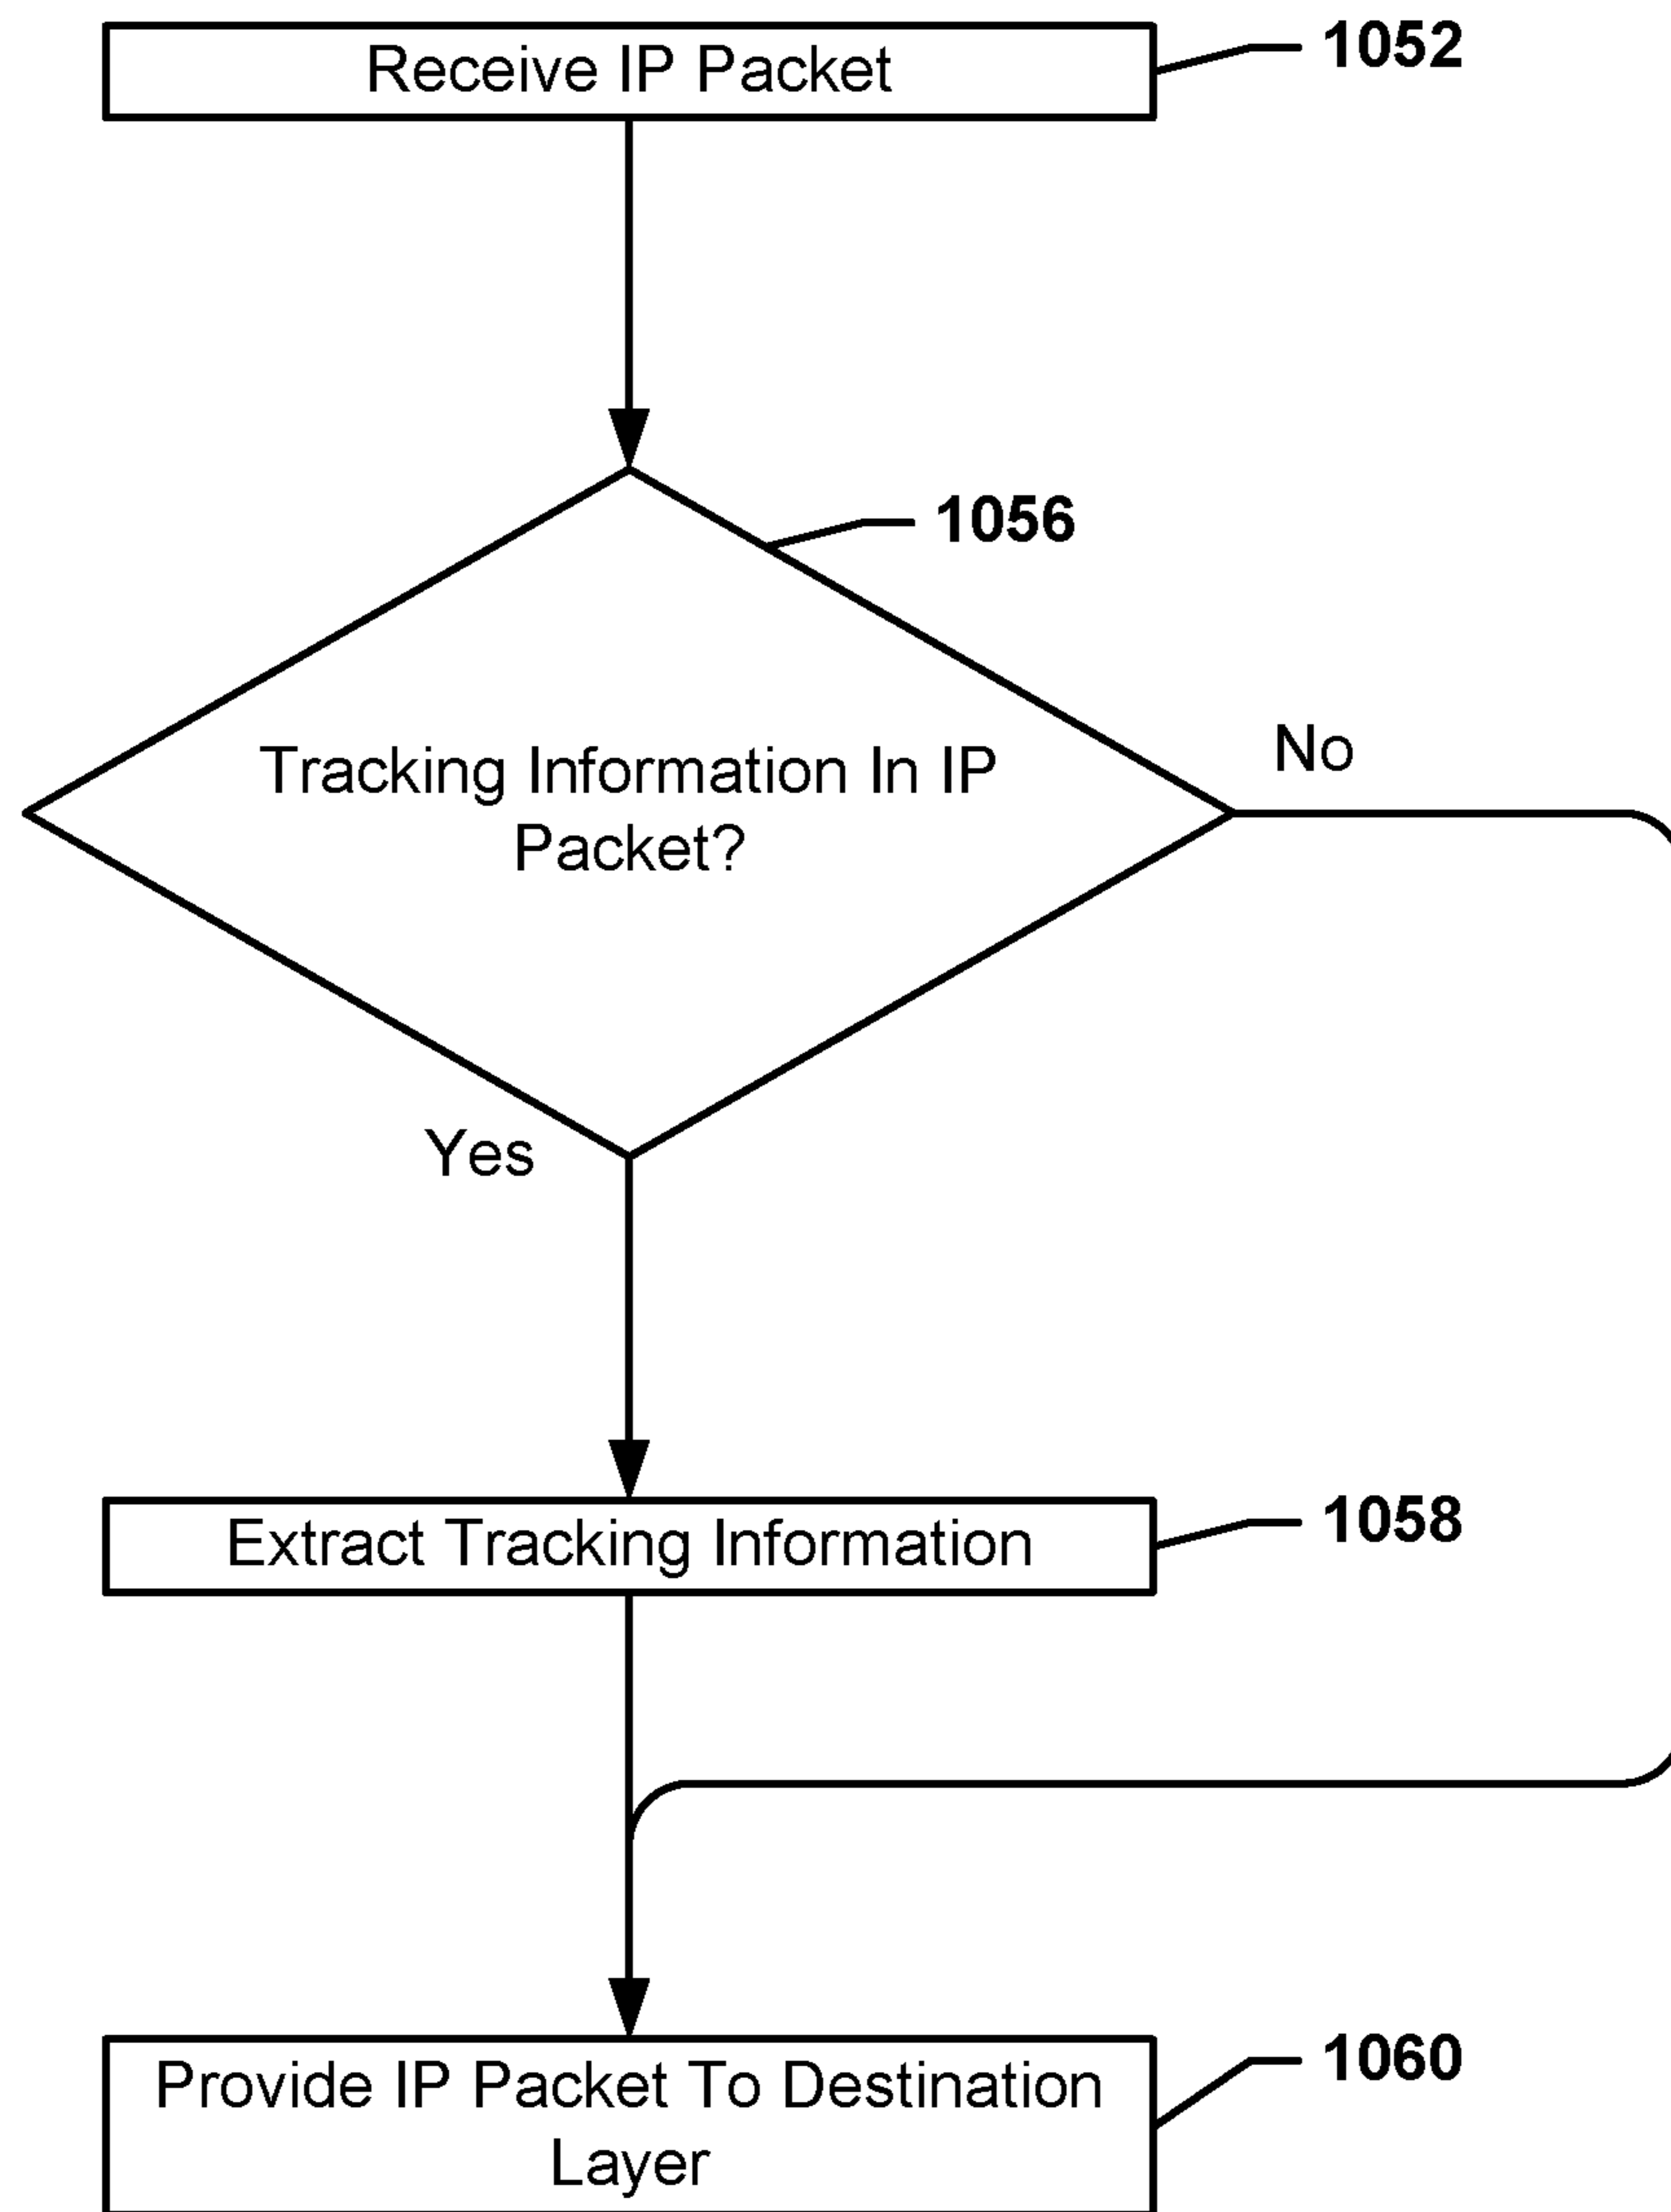 Receive IP Packet
1052
1056
Tracking Information In IP
Packet?
No
Yes
Extract Tracking Information
1058
Provide IP Packet To Destination
Layer
1060